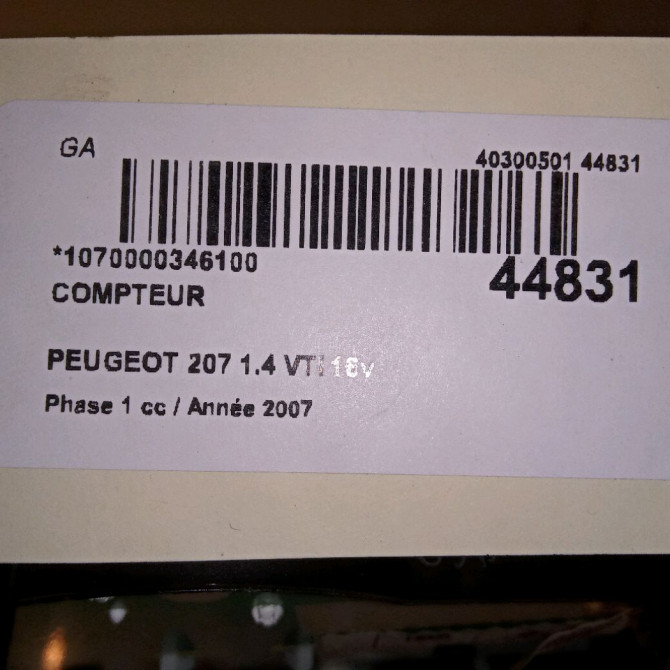 GA
40300501 44831
*1070000346100
44831
COMPTEUR
PEUGEOT 207 1.4 VTi 16v
Phase 1 cc / Année 2007